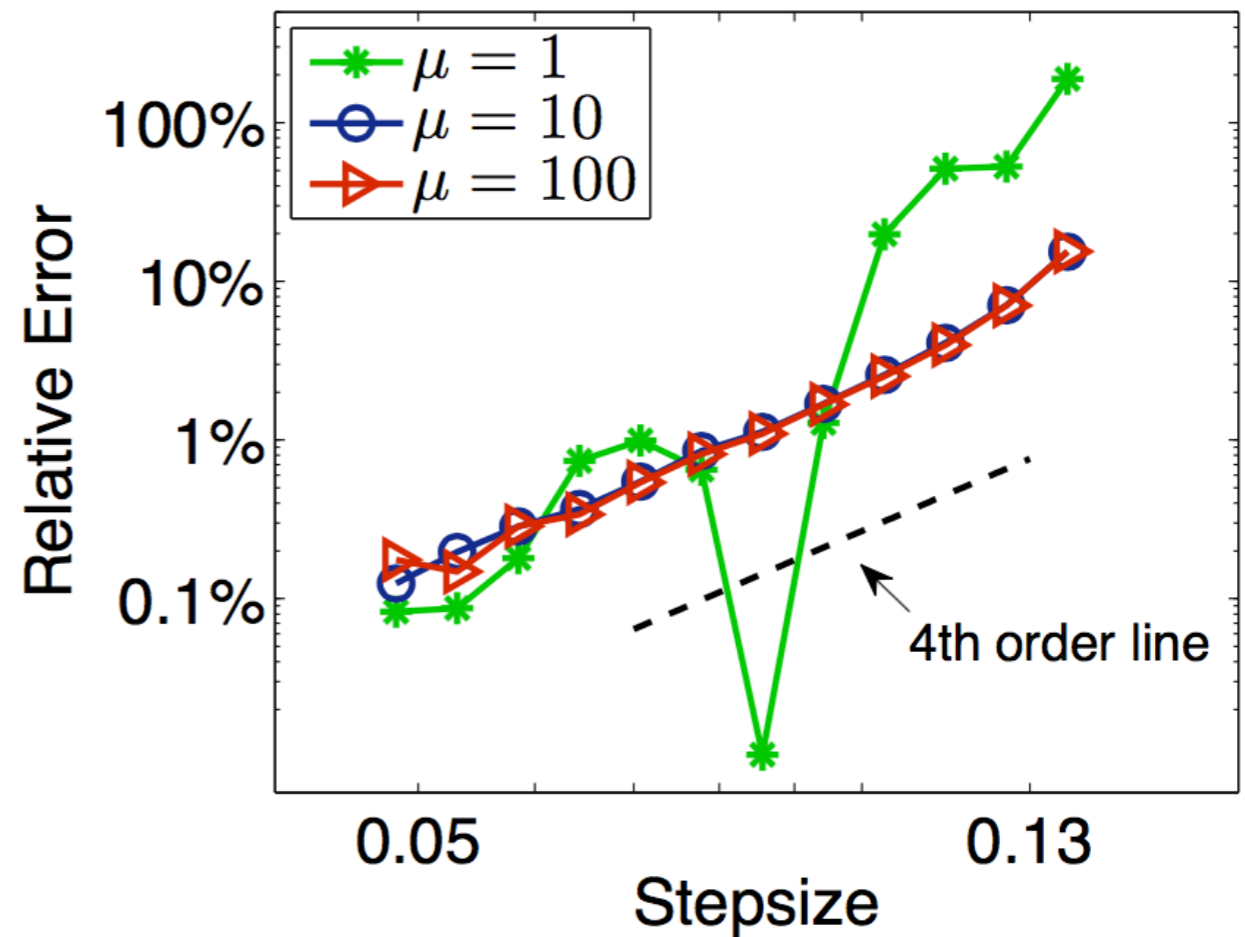 μ = 1
μ = 10
μ = 100
100%
10%
1%
0.1%
Relative Error
4th order line
0.05
0.13
Stepsize